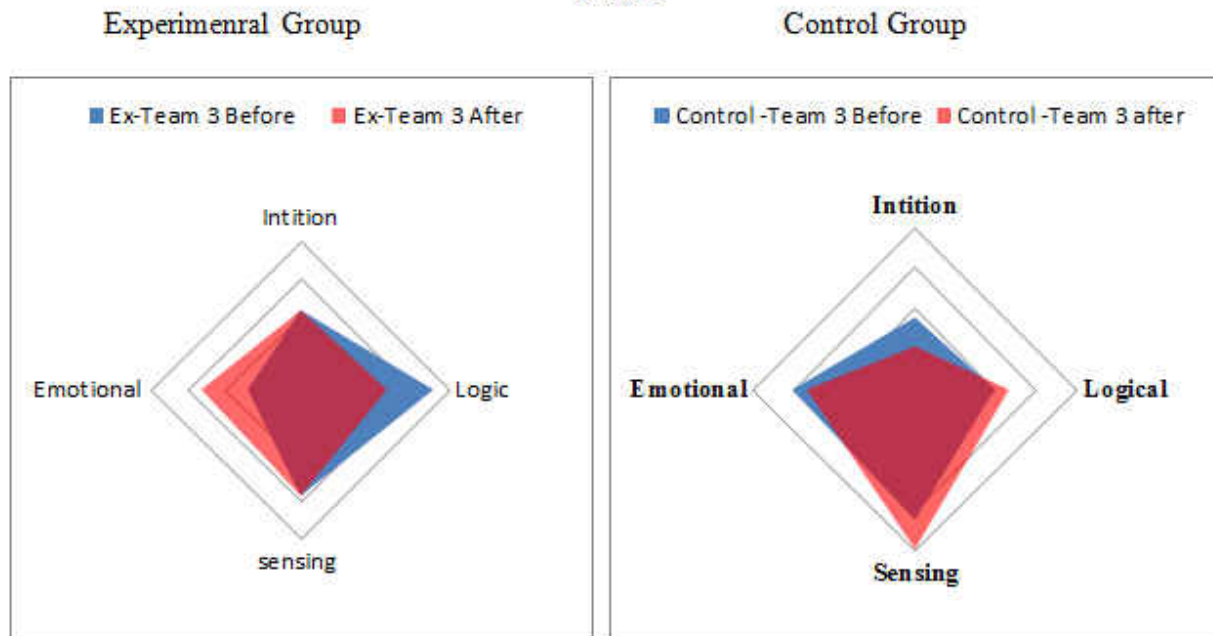 Experimenral Group
Control Group
Ex-Team 3 Before
Ex-Team 3 After
Intition
Emotional
Logic
sensing
Control -Team 3 Before
Control -Team 3 after
Intition
Emotional
Logical
Sensing